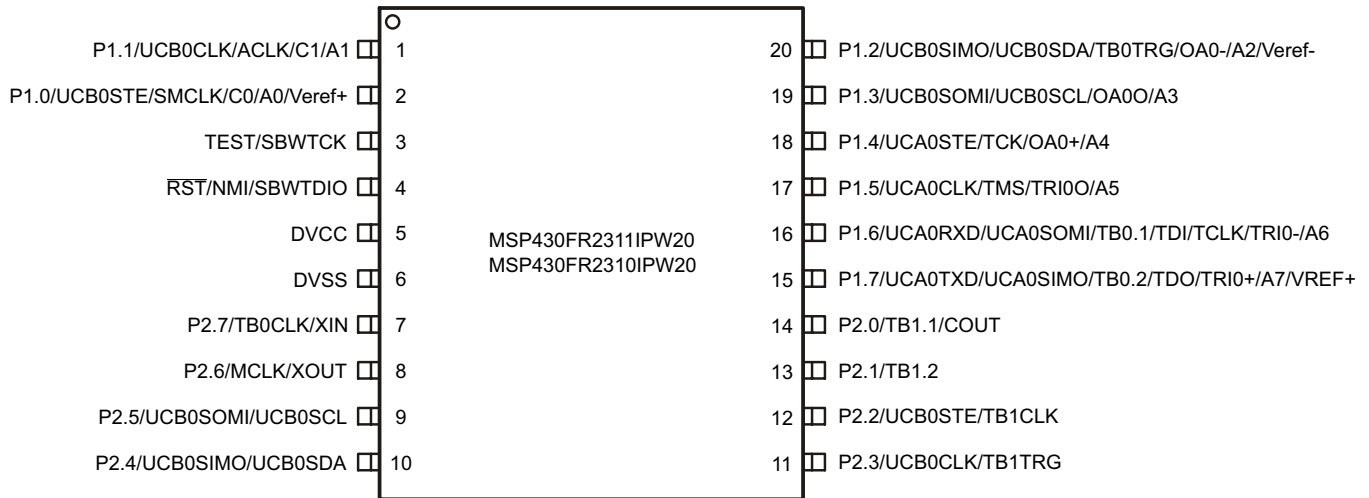 P1.1/UCB0CLK/ACLK/C1/A1 1
P1.0/UCB0STE/SMCLK/C0/A0/Veref+ 2
TEST/SBWTCK 3
R̅S̅T̅/NMI/SBWTDIO 4
DVCC 5
DVSS 6
P2.7/TB0CLK/XIN 7
P2.6/MCLK/XOUT 8
P2.5/UCB0SOMI/UCB0SCL 9
P2.4/UCB0SIMO/UCB0SDA 10
MSP430FR2311IPW20
MSP430FR2310IPW20
20 P1.2/UCB0SIMO/UCB0SDA/TB0TRG/OA0-/A2/Veref-
19 P1.3/UCB0SOMI/UCB0SCL/OA0O/A3
18 P1.4/UCA0STE/TCK/OA0+/A4
17 P1.5/UCA0CLK/TMS/TRI0O/A5
16 P1.6/UCA0RXD/UCA0SOMI/TB0.1/TDI/TCLK/TRI0-/A6
15 P1.7/UCA0TXD/UCA0SIMO/TB0.2/TDO/TRI0+/A7/VREF+
14 P2.0/TB1.1/COUT
13 P2.1/TB1.2
12 P2.2/UCB0STE/TB1CLK
11 P2.3/UCB0CLK/TB1TRG